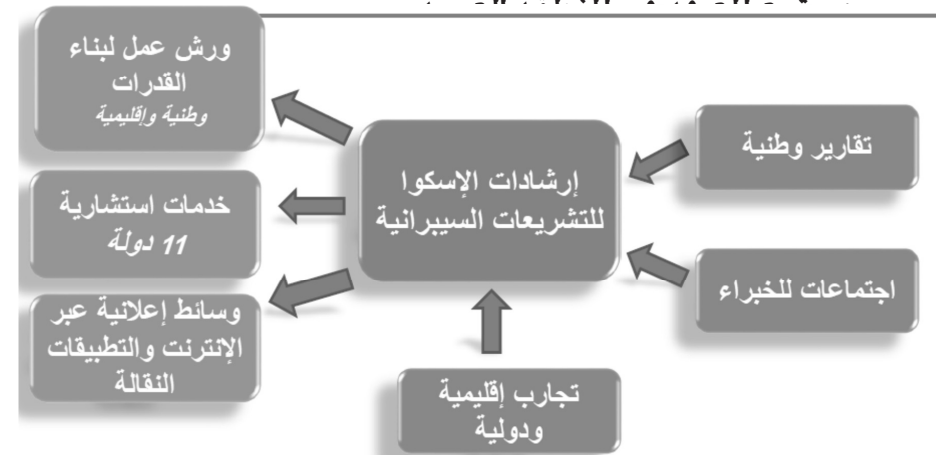 ورش عمل لبناء
القدرات
وطنية وإقليمية
تقارير وطنية
إرشادات الإسكوا
للتشريعات السيبرانية
خدمات استشارية
11 دولة
اجتماعات للخبراء
وسائط إعلانية عبر
الإنترنت والتطبيقات
النقالة
تجارب إقليمية
ودولية